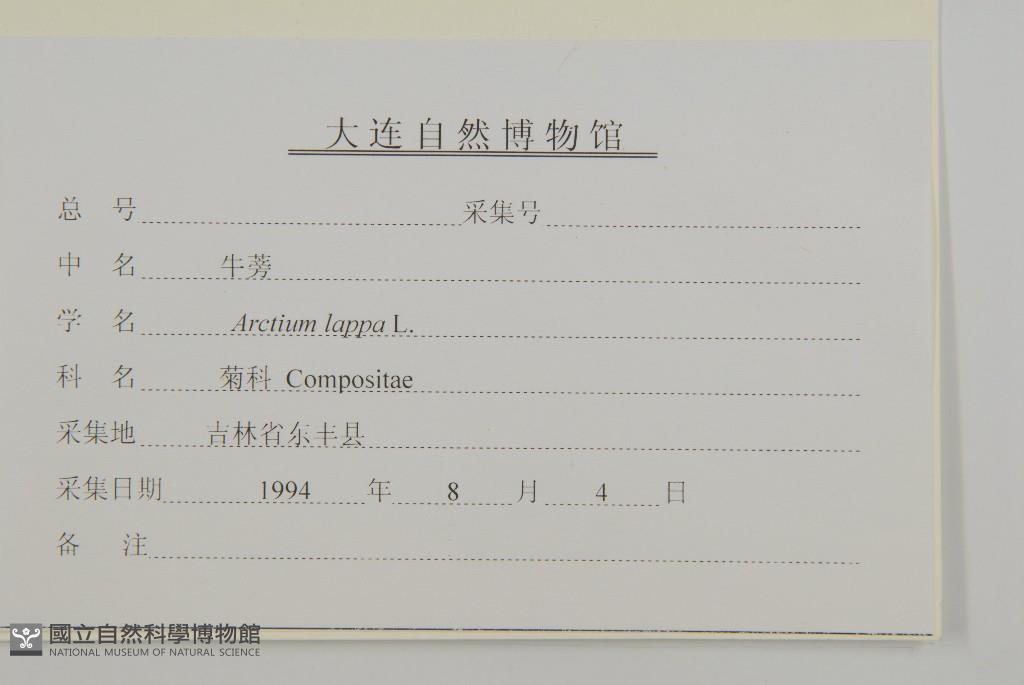 大连自然博物馆
总 号 采集号
中 名 牛蒡
学 名 Arctium lappa L.
科 名 菊科 Compositae
采集地 吉林省东丰县
采集日期 1994 年 8 月 4 日
备 注
國立自然科學博物館
NATIONAL MUSEUM OF NATURAL SCIENCE